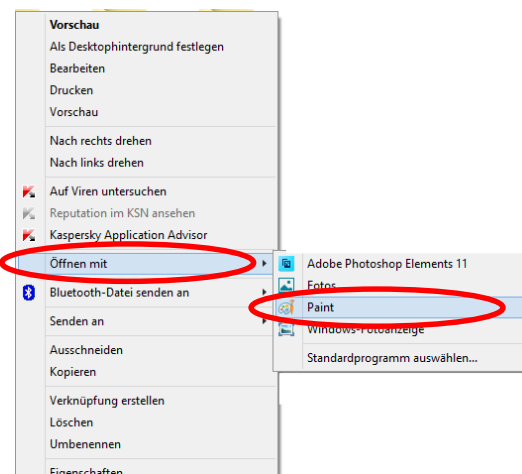 Vorschau
Als Desktophintergrund festlegen
Bearbeiten
Drucken
Vorschau
Nach rechts drehen
Nach links drehen
Auf Viren untersuchen
Reputation im KSN ansehen
Kaspersky Application Advisor
Öffnen mit
Bluetooth-Datei senden an
Senden an
Ausschneiden
Kopieren
Verknüpfung erstellen
Löschen
Umbenennen
Eigenschaften
Adobe Photoshop Elements 11
Fotos
Paint
Windows-Fotoanzeige
Standardprogramm auswählen...